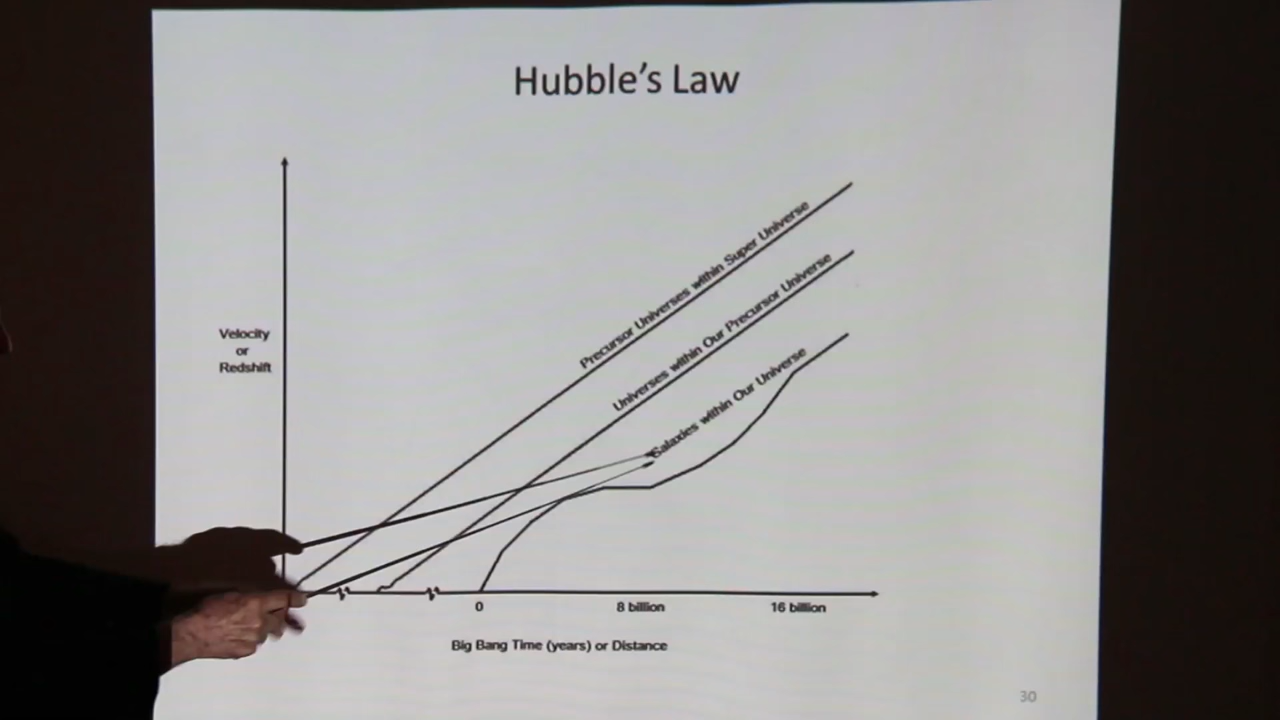 Hubble's Law
Precursor Universes within Super Universe
Universes within Our Precursor Universe
Galaxies within Our Universe
Velocity
or
Redshift
0
8 billion
16 billion
Big Bang Time (years) or Distance
30